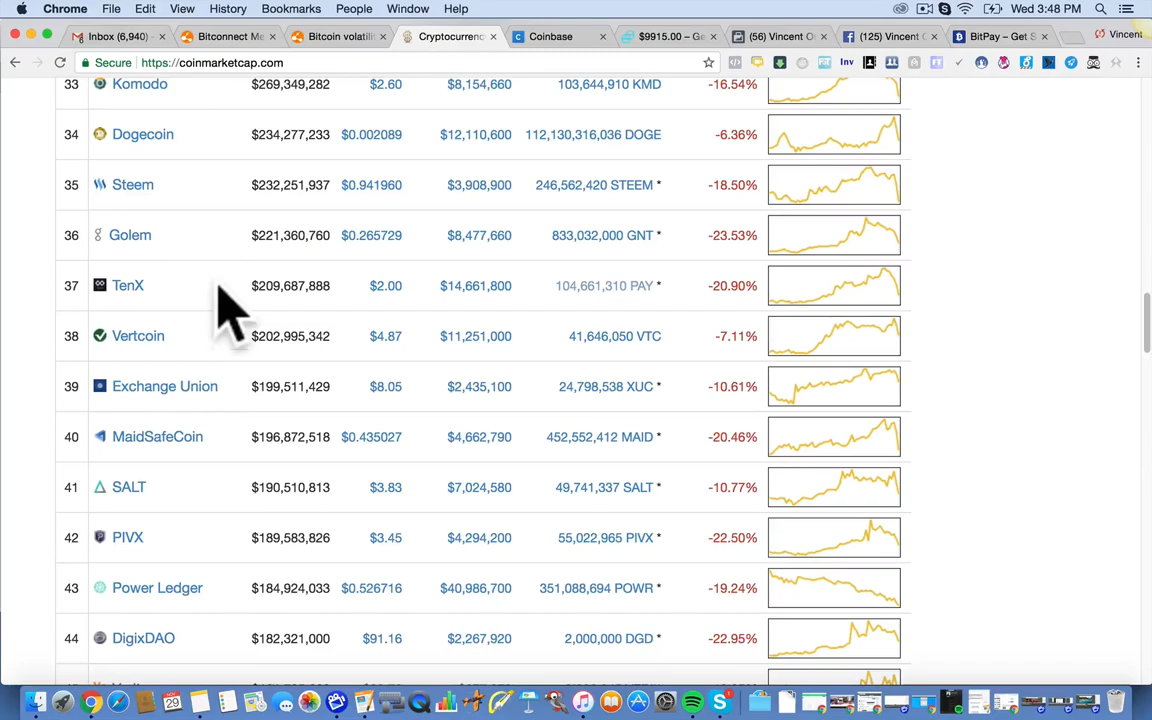 Chrome File Edit View History Bookmarks People Window Help Wed 3:48 PM
Inbox (6,940) Bitconnect Me Bitcoin volatili Cryptocurrenc Coinbase $9915.00 – Ge (56) Vincent O (125) Vincent BitPay – Get S Vincent
Secure https://coinmarketcap.com
33 Komodo $269,349,282 $2.60 $8,154,660 103,644,910 KMD -16.54%
34 Dogecoin $234,277,233 $0.002089 $12,110,600 112,130,316,036 DOGE -6.36%
35 Steem $232,251,937 $0.941960 $3,908,900 246,562,420 STEEM * -18.50%
36 Golem $221,360,760 $0.265729 $8,477,660 833,032,000 GNT * -23.53%
37 TenX $209,687,888 $2.00 $14,661,800 104,661,310 PAY * -20.90%
38 Vertcoin $202,995,342 $4.87 $11,251,000 41,646,050 VTC -7.11%
39 Exchange Union $199,511,429 $8.05 $2,435,100 24,798,538 XUC * -10.61%
40 MaidSafeCoin $196,872,518 $0.435027 $4,662,790 452,552,412 MAID * -20.46%
41 SALT $190,510,813 $3.83 $7,024,580 49,741,337 SALT * -10.77%
42 PIVX $189,583,826 $3.45 $4,294,200 55,022,965 PIVX * -22.50%
43 Power Ledger $184,924,033 $0.526716 $40,986,700 351,088,694 POWR * -19.24%
44 DigixDAO $182,321,000 $91.16 $2,267,920 2,000,000 DGD * -22.95%